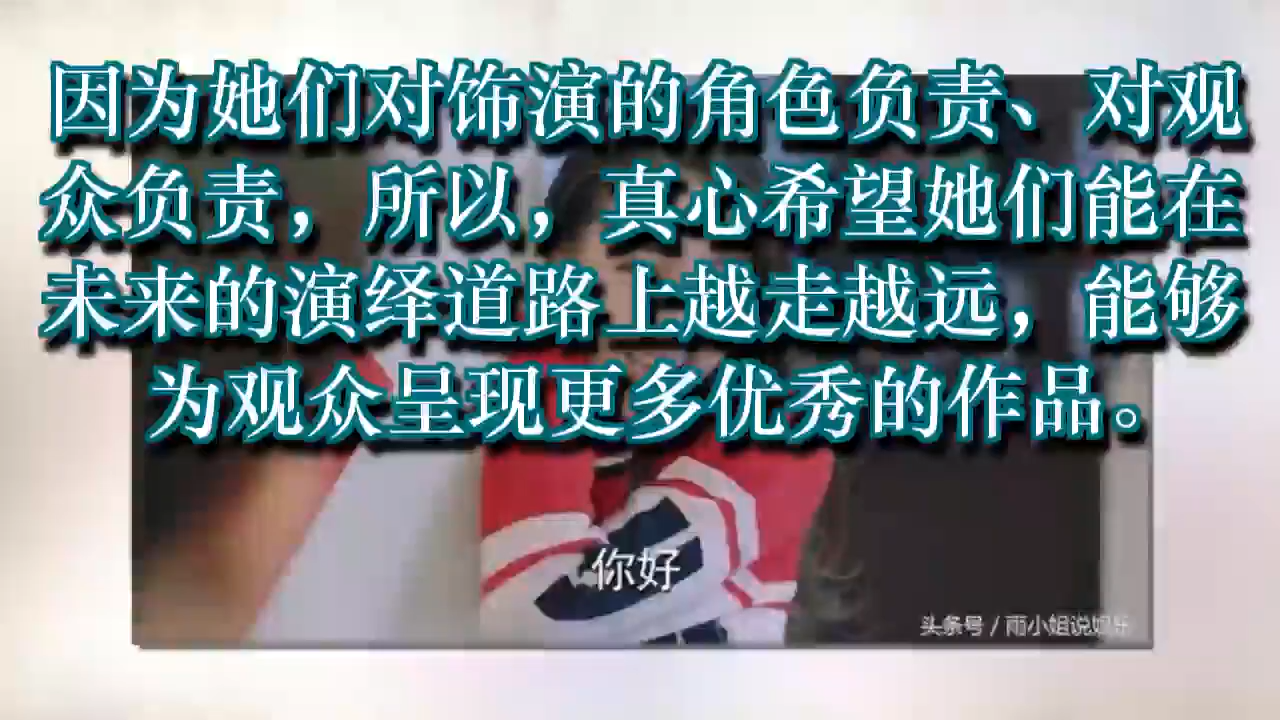 因为她们对饰演的角色负责、对观
众负责，所以，真心希望她们能在
未来的演绎道路上越走越远，能够
为观众呈现更多优秀的作品。
你好
头条号 / 雨小姐说娱乐